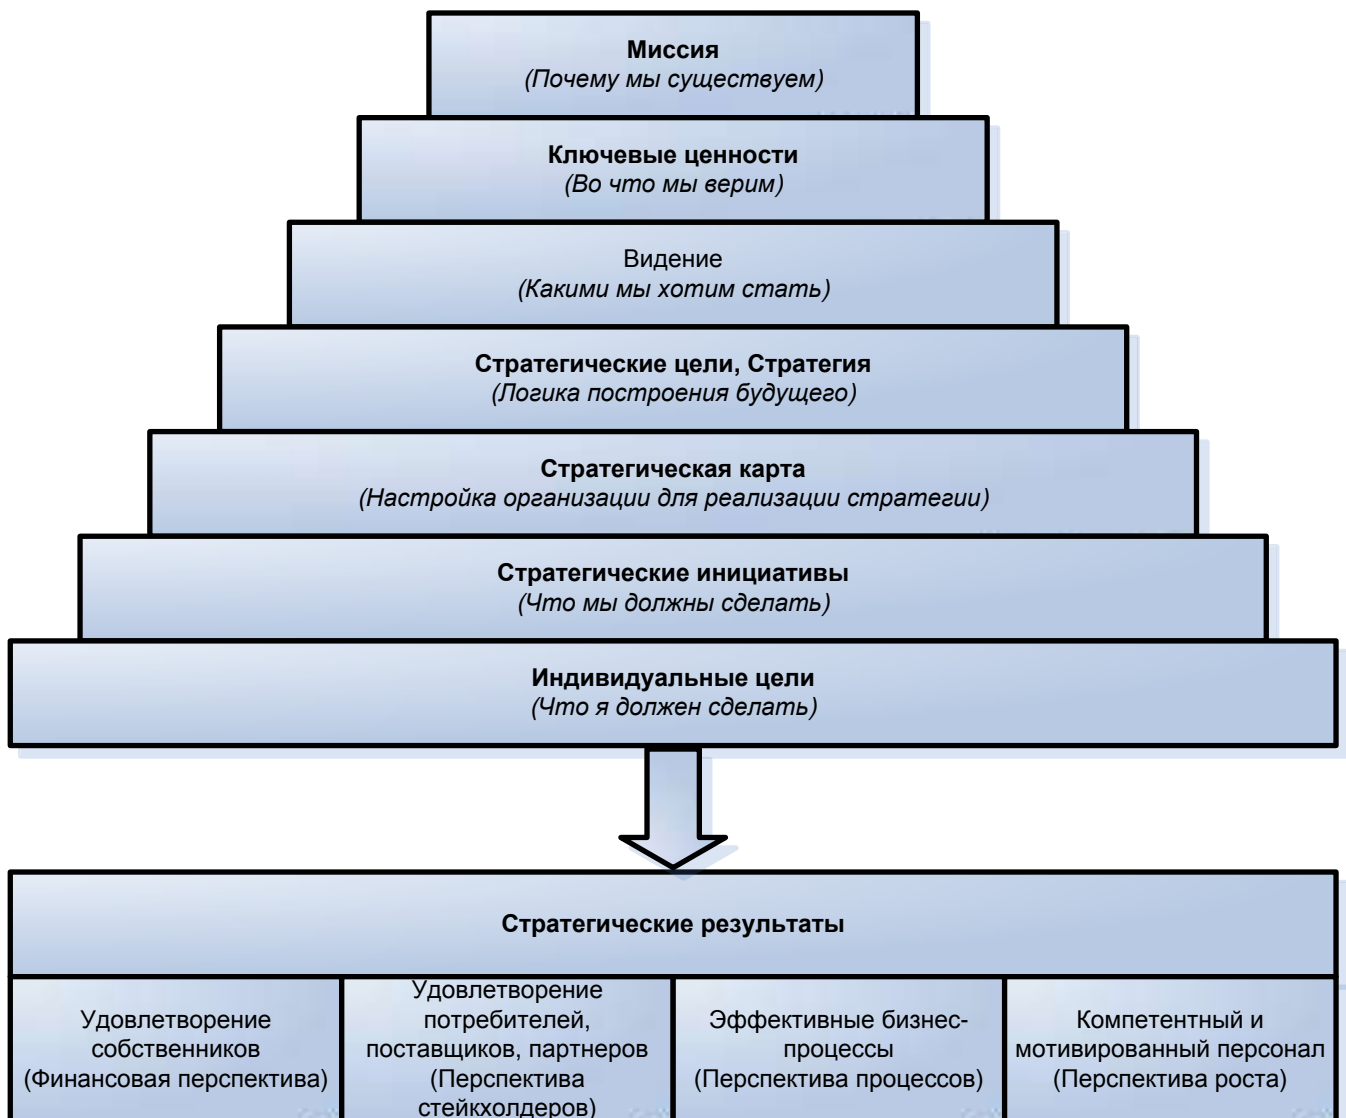 Миссия
(Почему мы существуем)
Ключевые ценности
(Во что мы верим)
Видение
(Какими мы хотим стать)
Стратегические цели, Стратегия
(Логика построения будущего)
Стратегическая карта
(Настройка организации для реализации стратегии)
Стратегические инициативы
(Что мы должны сделать)
Индивидуальные цели
(Что я должен сделать)
Стратегические результаты
Удовлетворение
собственников
(Финансовая перспектива)
Удовлетворение
потребителей,
поставщиков, партнеров
(Перспектива
стейкхолдеров)
Эффективные бизнес-
процессы
(Перспектива процессов)
Компетентный и
мотивированный персонал
(Перспектива роста)